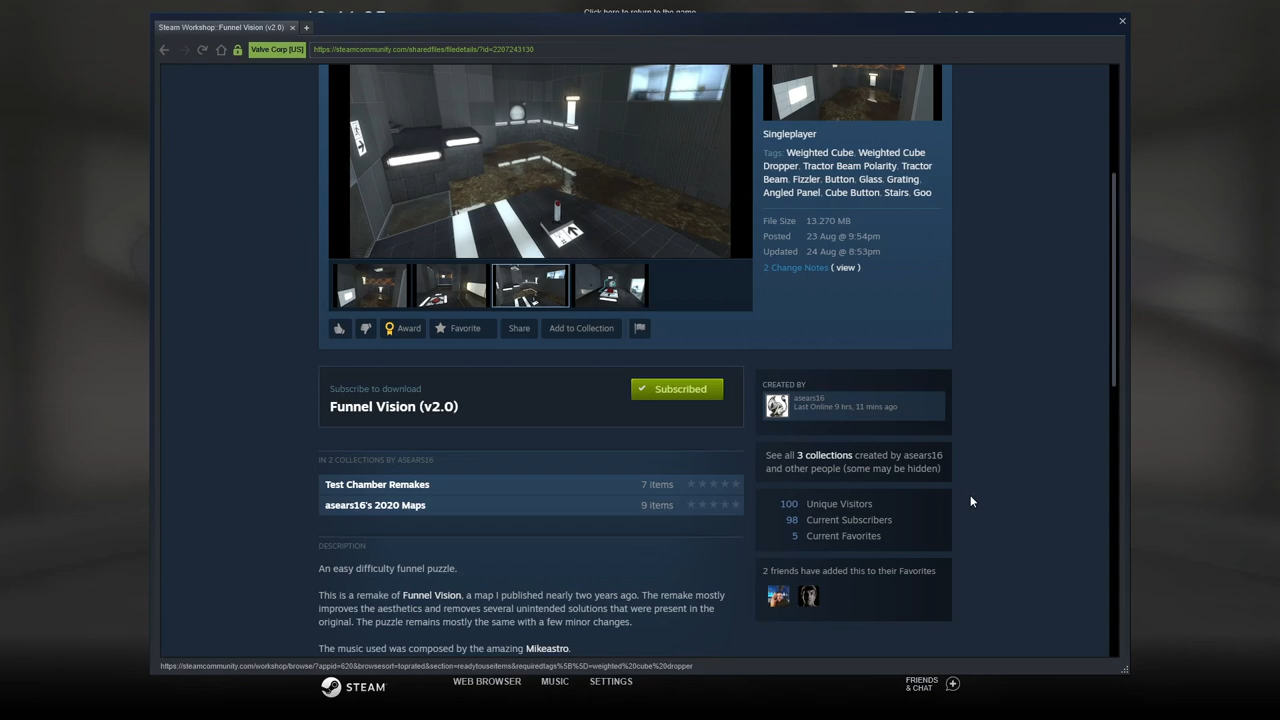 Click here to return to the game
Steam Workshop::Funnel Vision (v2.0)
Valve Corp [US]
https://steamcommunity.com/sharedfiles/filedetails/?id=2207243130
Singleplayer
Tags: Weighted Cube, Weighted Cube
Dropper, Tractor Beam Polarity, Tractor
Beam, Fizzler, Button, Glass, Grating,
Angled Panel, Cube Button, Stairs, Goo
File Size 13.270 MB
Posted 23 Aug @ 9:54pm
Updated 24 Aug @ 8:53pm
2 Change Notes ( view )
Award
Favorite
Share
Add to Collection
Subscribe to download
Funnel Vision (v2.0)
Subscribed
CREATED BY
asears16
Last Online 9 hrs, 11 mins ago
IN 2 COLLECTIONS BY ASEARS16
Test Chamber Remakes 7 items
asears16's 2020 Maps 9 items
See all 3 collections created by asears16
and other people (some may be hidden)
100 Unique Visitors
98 Current Subscribers
5 Current Favorites
DESCRIPTION
An easy difficulty funnel puzzle.
This is a remake of Funnel Vision, a map I published nearly two years ago. The remake mostly
improves the aesthetics and removes several unintended solutions that were present in the
original. The puzzle remains mostly the same with a few minor changes.
The music used was composed by the amazing Mikeastro.
2 friends have added this to their Favorites
https://steamcommunity.com/workshop/browse/?appid=620&browsesort=toprated&section=readytouseitems&requiredtags%5B%5D=weighted%20cube%20dropper
STEAM
WEB BROWSER
MUSIC
SETTINGS
FRIENDS
& CHAT